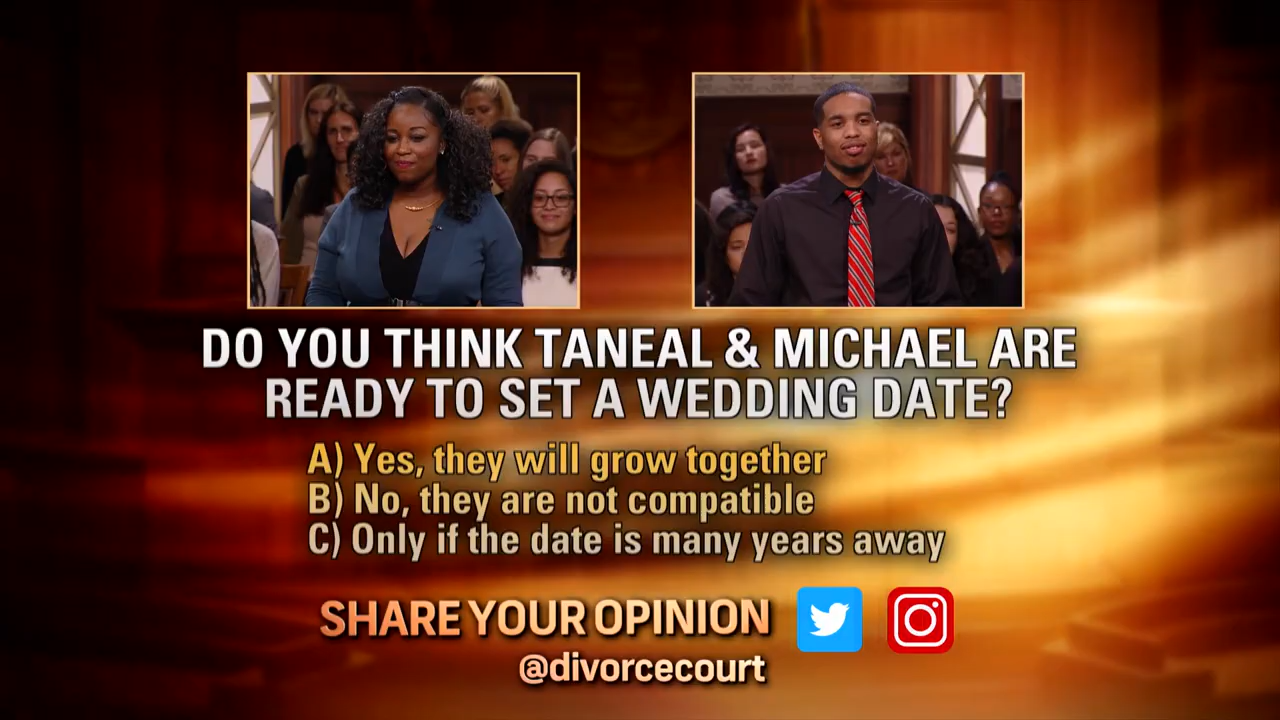 DO YOU THINK TANEAL & MICHAEL ARE
READY TO SET A WEDDING DATE?
A) Yes, they will grow together
B) No, they are not compatible
C) Only if the date is many years away
SHARE YOUR OPINION
@divorcecourt